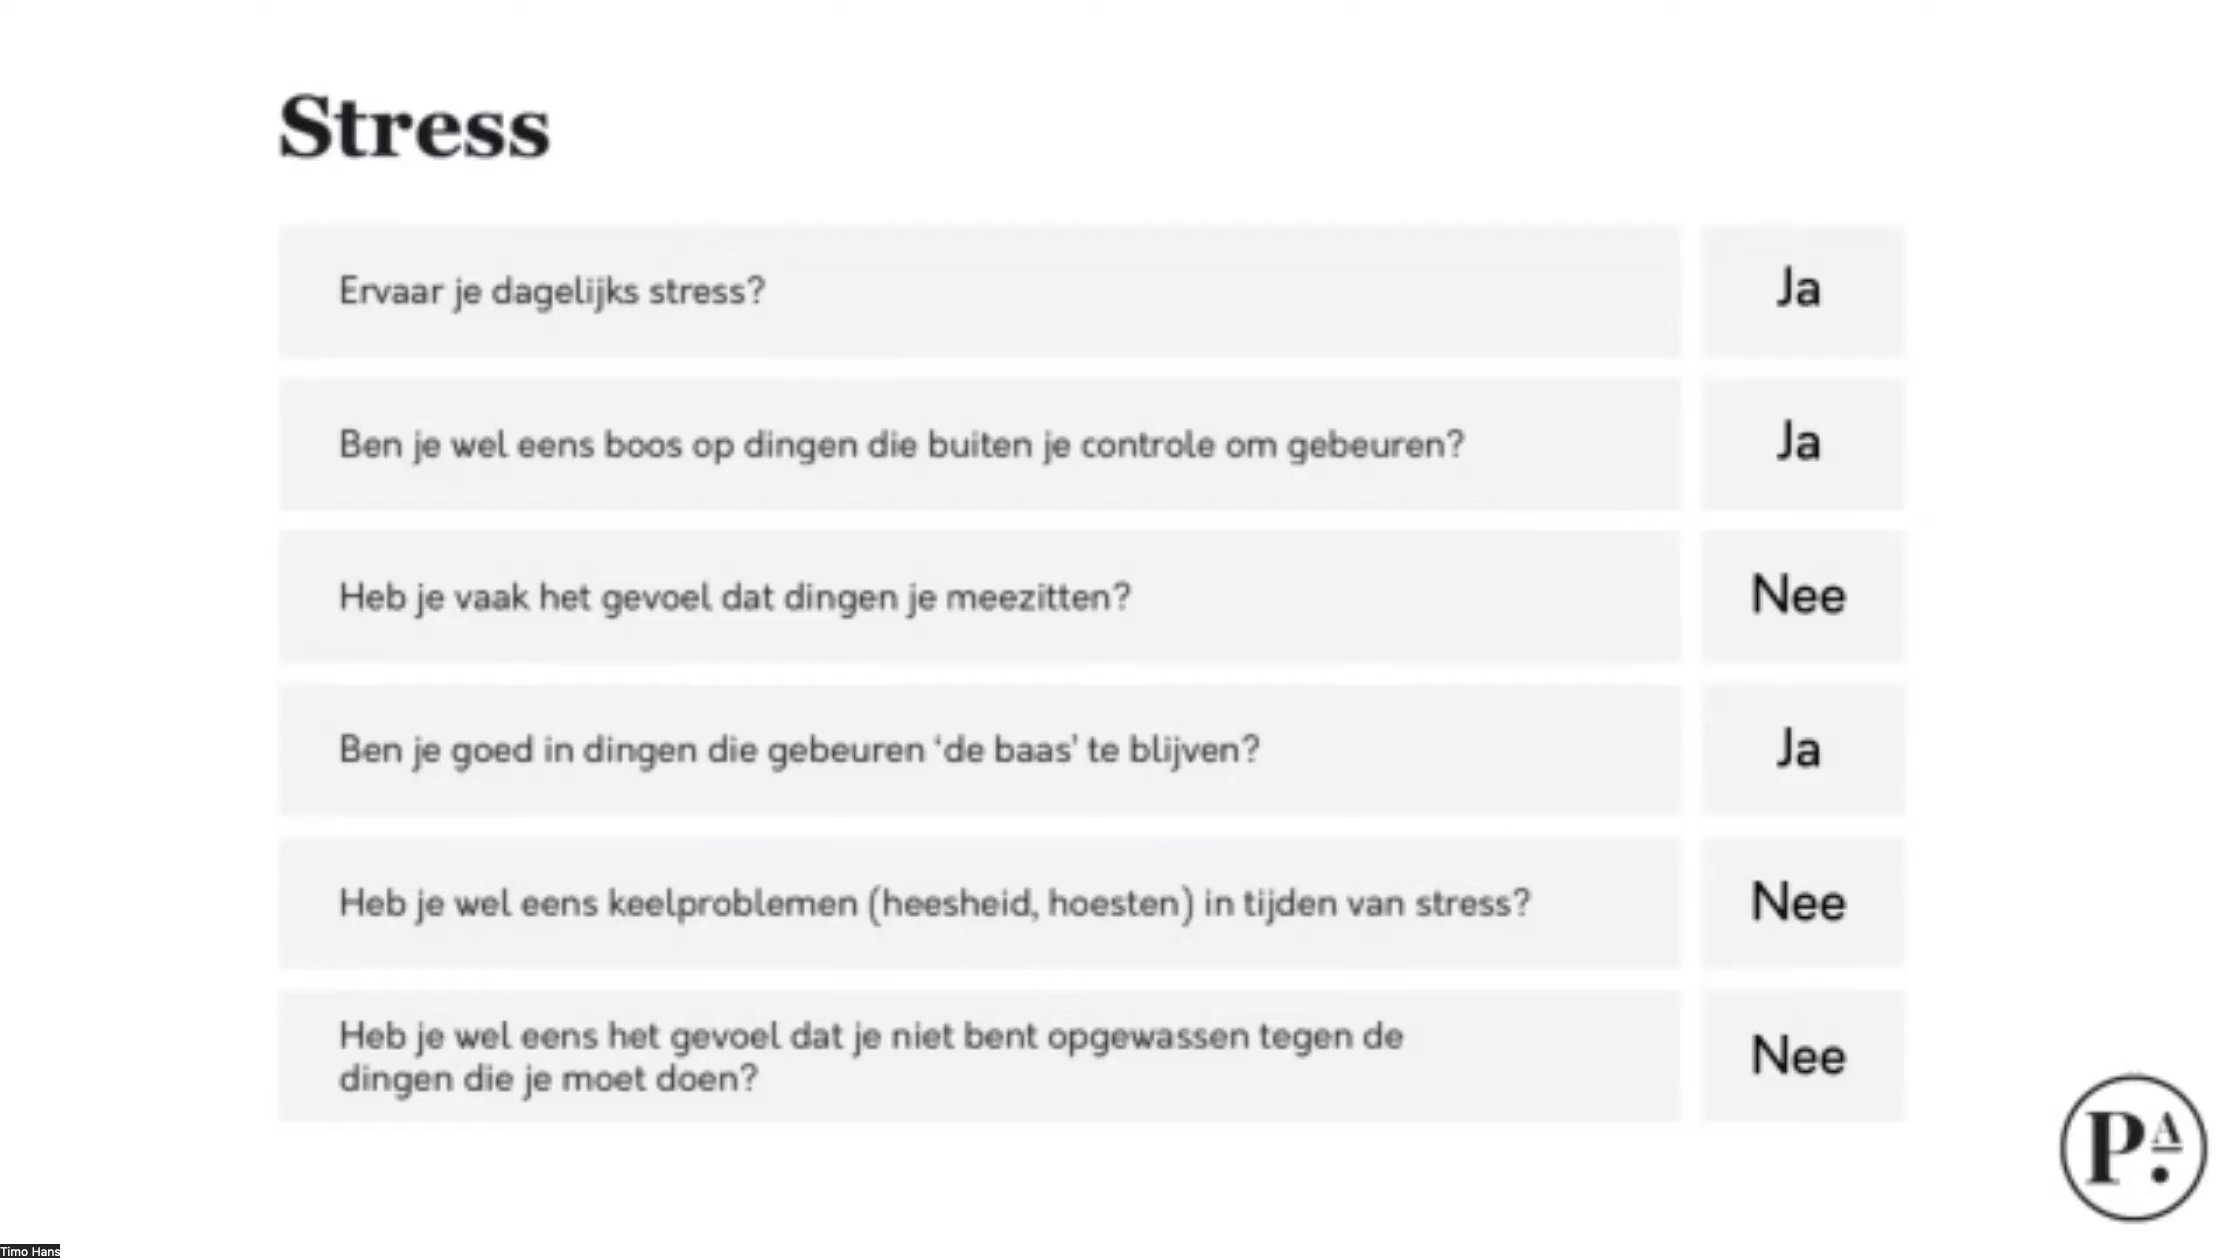 Stress
Ervaar je dagelijks stress? Ja
Ben je wel eens boos op dingen die buiten je controle om gebeuren? Ja
Heb je vaak het gevoel dat dingen je meezitten? Nee
Ben je goed in dingen die gebeuren ‘de baas’ te blijven? Ja
Heb je wel eens keelproblemen (heesheid, hoesten) in tijden van stress? Nee
Heb je wel eens het gevoel dat je niet bent opgewassen tegen de
dingen die je moet doen? Nee
PA.
Timo Hans